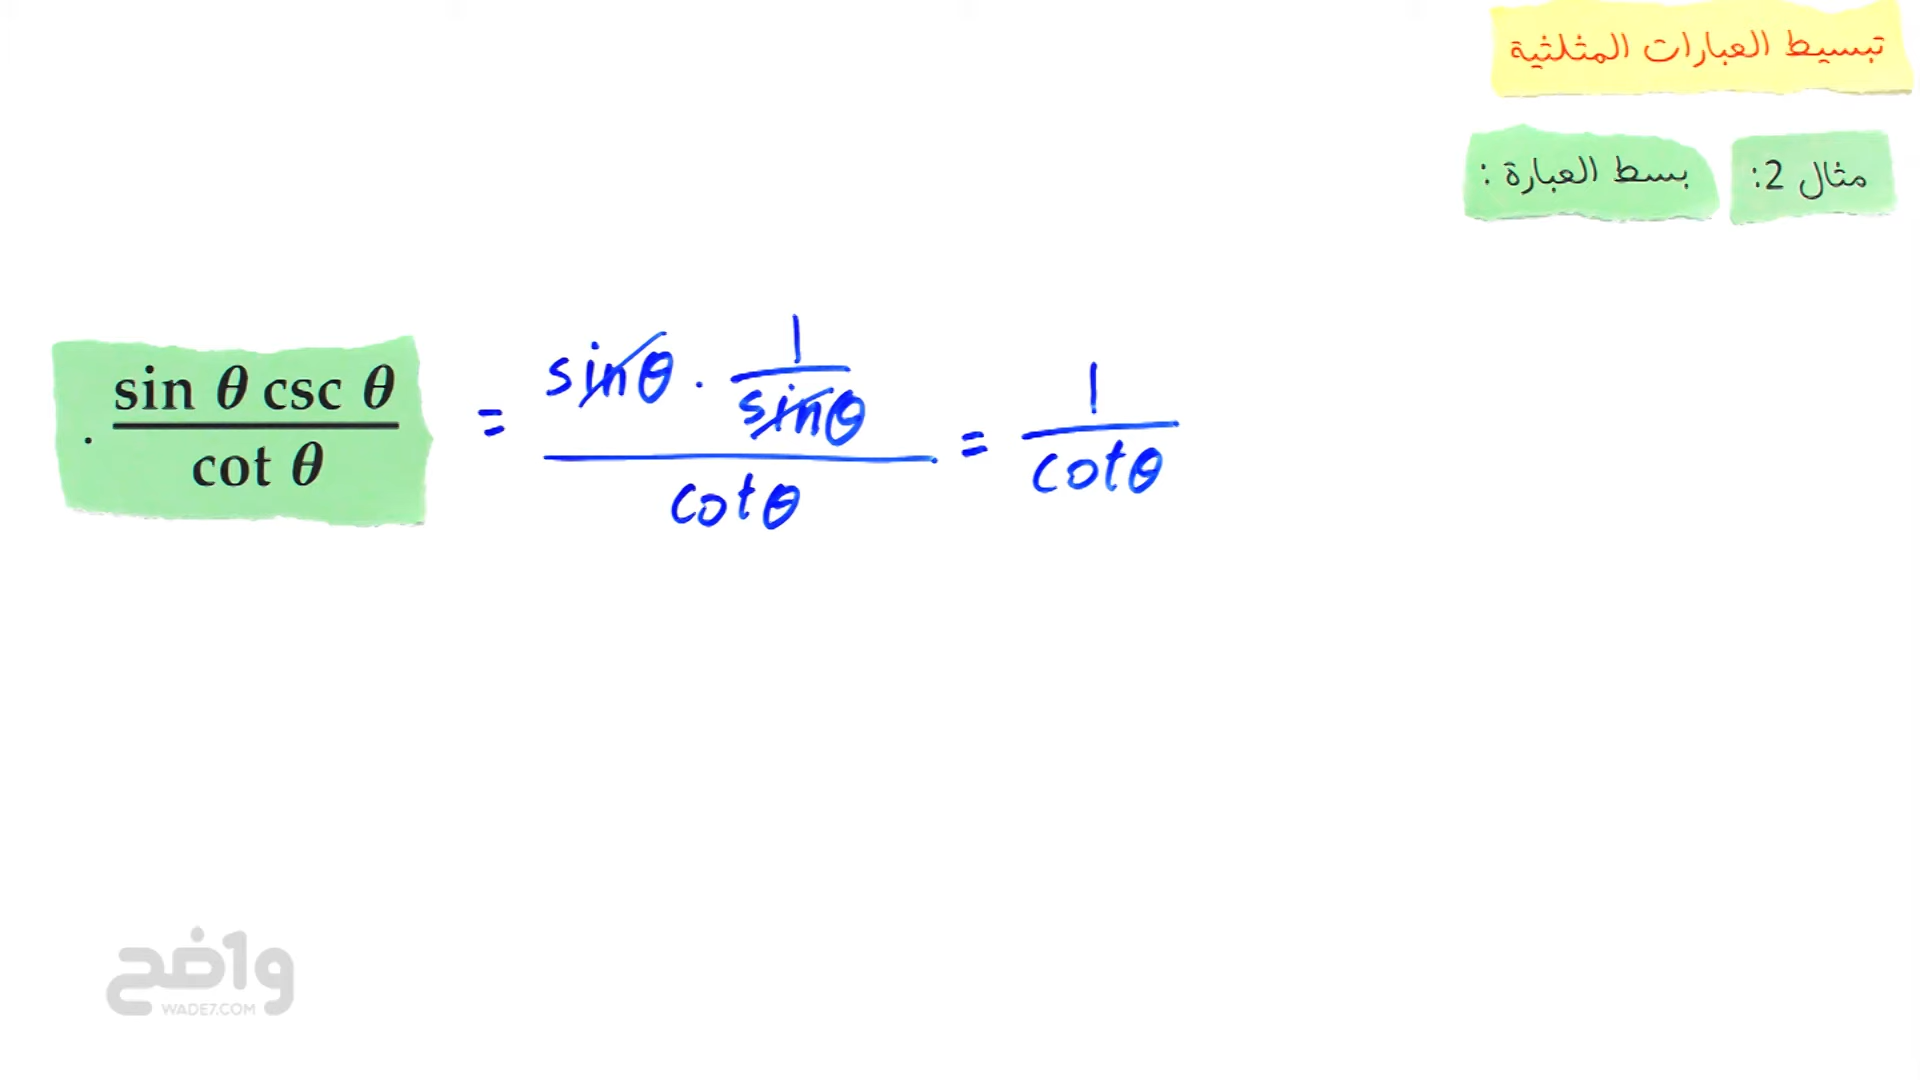 تبسيط العبارات المثلثية
مثال 2: بسط العبارة :
. sin θ csc θ / cot θ = sinθ · 1/sinθ / cotθ = 1/cotθ
واضح
WADE7.COM